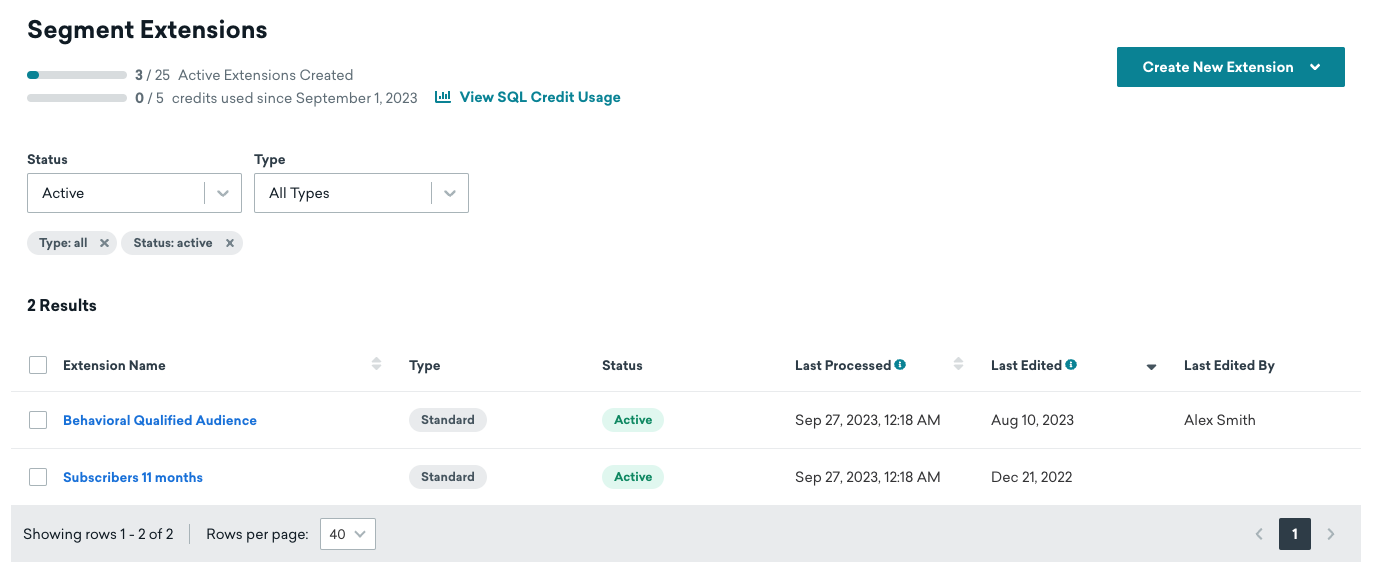 Segment Extensions
3 / 25 Active Extensions Created
0 / 5 credits used since September 1, 2023 View SQL Credit Usage
Create New Extension
Status Type
Active All Types
Type: all Status: active
2 Results
Extension Name Type Status Last Processed Last Edited Last Edited By
Behavioral Qualified Audience Standard Active Sep 27, 2023, 12:18 AM Aug 10, 2023 Alex Smith
Subscribers 11 months Standard Active Sep 27, 2023, 12:18 AM Dec 21, 2022
Showing rows 1 - 2 of 2 Rows per page: 40 1